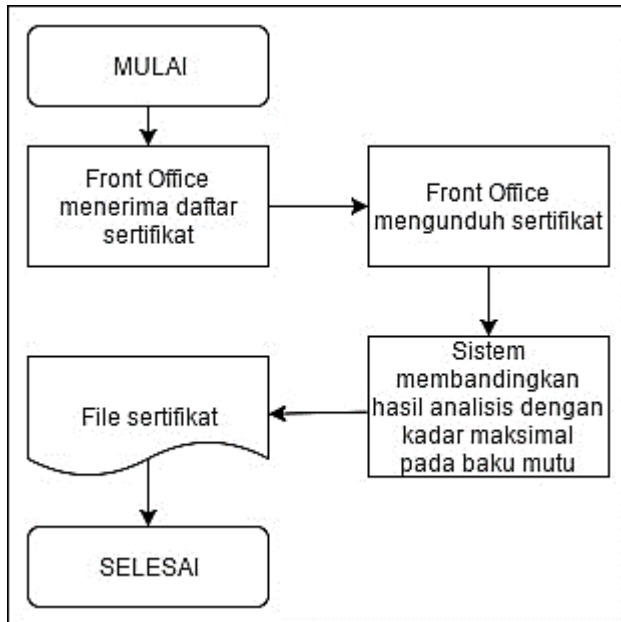 MULAI
Front Office
menerima daftar
sertifikat
Front Office
mengunduh sertifikat
Sistem
membandingkan
hasil analisis dengan
kadar maksimal
pada baku mutu
File sertifikat
SELESAI